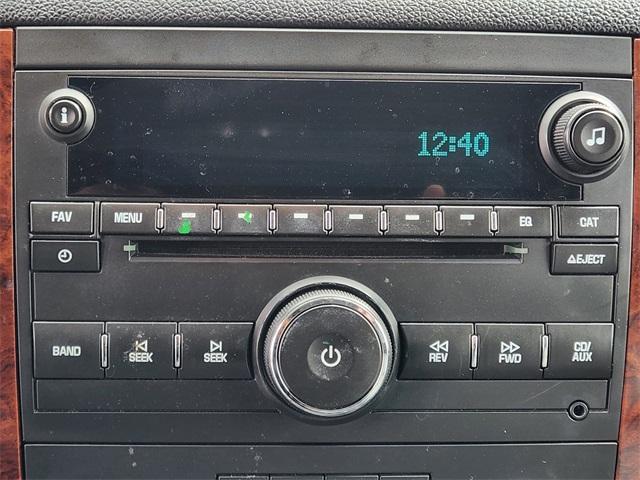 i
12:40
FAV MENU EQ CAT
EJECT
BAND SEEK SEEK REV FWD CD/
AUX